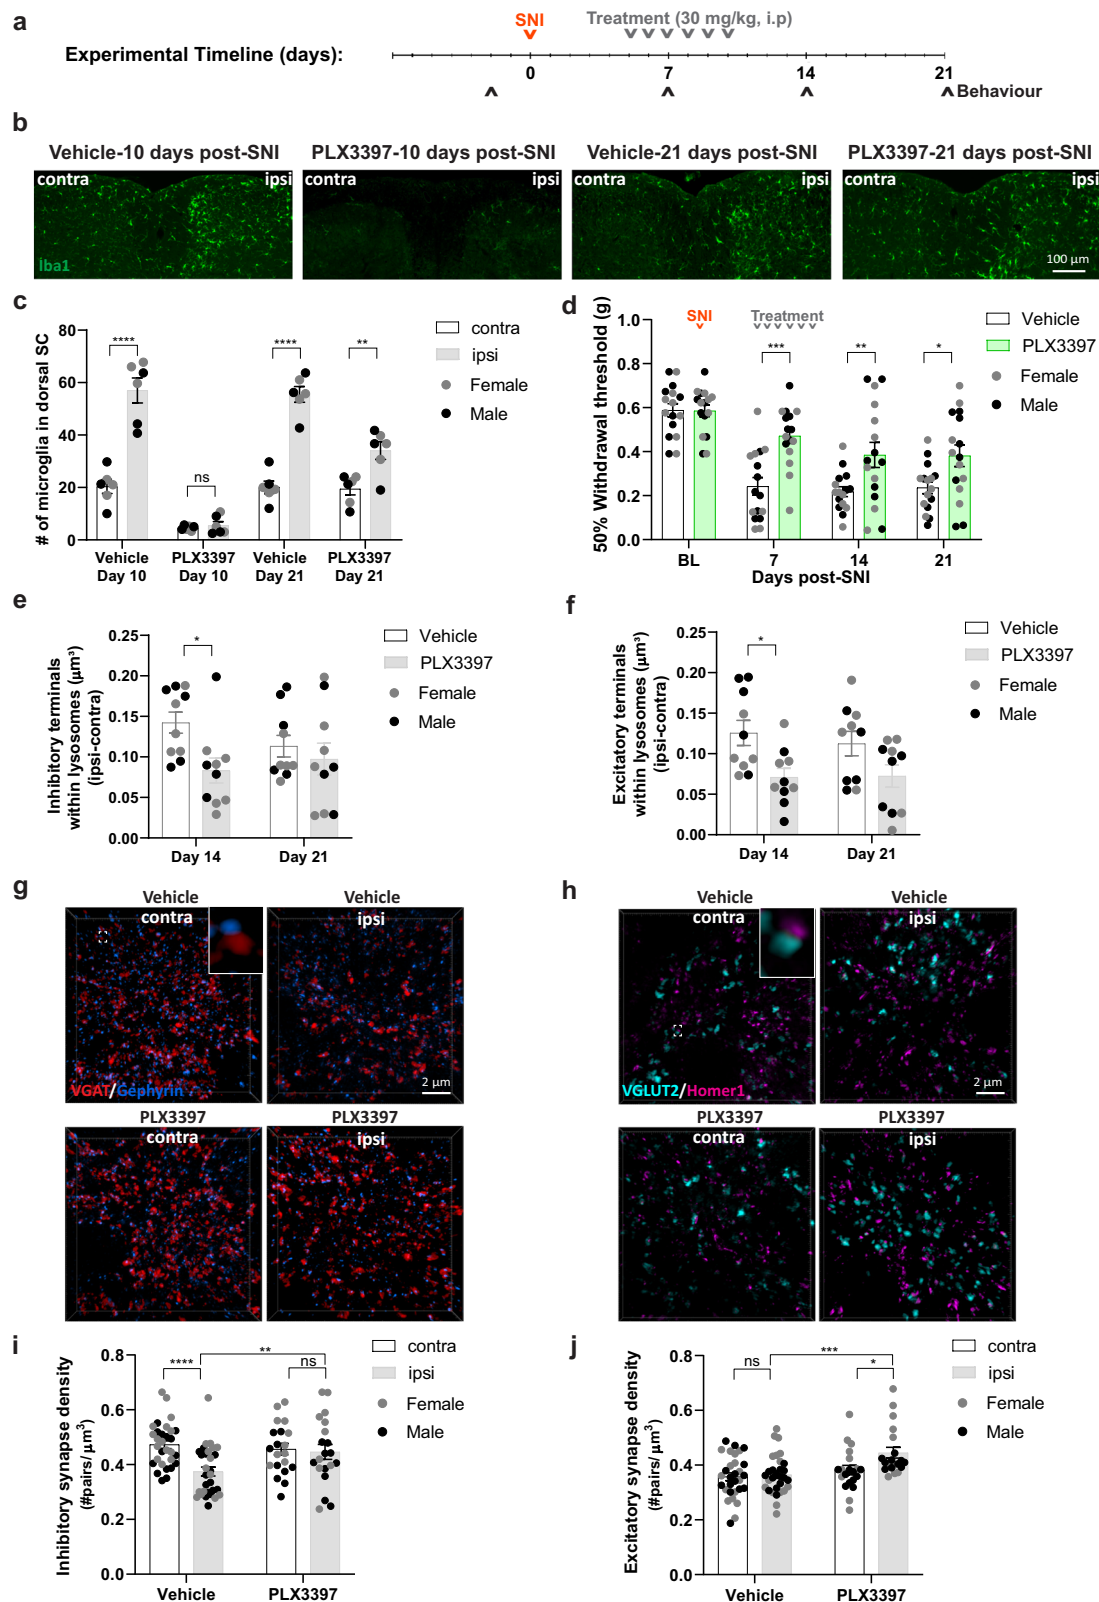 a
SNI
Treatment (30 mg/kg, i.p)
Experimental Timeline (days):
0 7 14 21
Behaviour
b
Vehicle-10 days post-SNI PLX3397-10 days post-SNI Vehicle-21 days post-SNI PLX3397-21 days post-SNI
contra ipsi contra ipsi contra ipsi contra ipsi
Iba1
100 µm
c
# of microglia in dorsal SC
80
60
40
20
0
**** ns **** **
Vehicle Day 10
PLX3397 Day 10
Vehicle Day 21
PLX3397 Day 21
contra
ipsi
Female
Male
d
50% Withdrawal threshold (g)
1.0
0.8
0.6
0.4
0.2
0.0
SNI Treatment
*** ** *
BL 7 14 21
Days post-SNI
Vehicle
PLX3397
Female
Male
e
Inhibitory terminals
within lysosomes (µm³)
(ipsi-contra)
0.25
0.20
0.15
0.10
0.05
0.00
*
Day 14 Day 21
Vehicle
PLX3397
Female
Male
f
Excitatory terminals
within lysosomes (µm³)
(ipsi-contra)
0.25
0.20
0.15
0.10
0.05
0.00
*
Day 14 Day 21
Vehicle
PLX3397
Female
Male
g
Vehicle Vehicle
contra ipsi
VGAT/Gephyrin
2 µm
PLX3397 PLX3397
contra ipsi
h
Vehicle Vehicle
contra ipsi
VGLUT2/Homer1
2 µm
PLX3397 PLX3397
contra ipsi
i
Inhibitory synapse density
(#pairs/µm³)
0.8
0.6
0.4
0.2
0.0
**** ** ns
Vehicle PLX3397
contra
ipsi
Female
Male
j
Excitatory synapse density
(#pairs/µm³)
0.8
0.6
0.4
0.2
0.0
ns *** *
Vehicle PLX3397
contra
ipsi
Female
Male